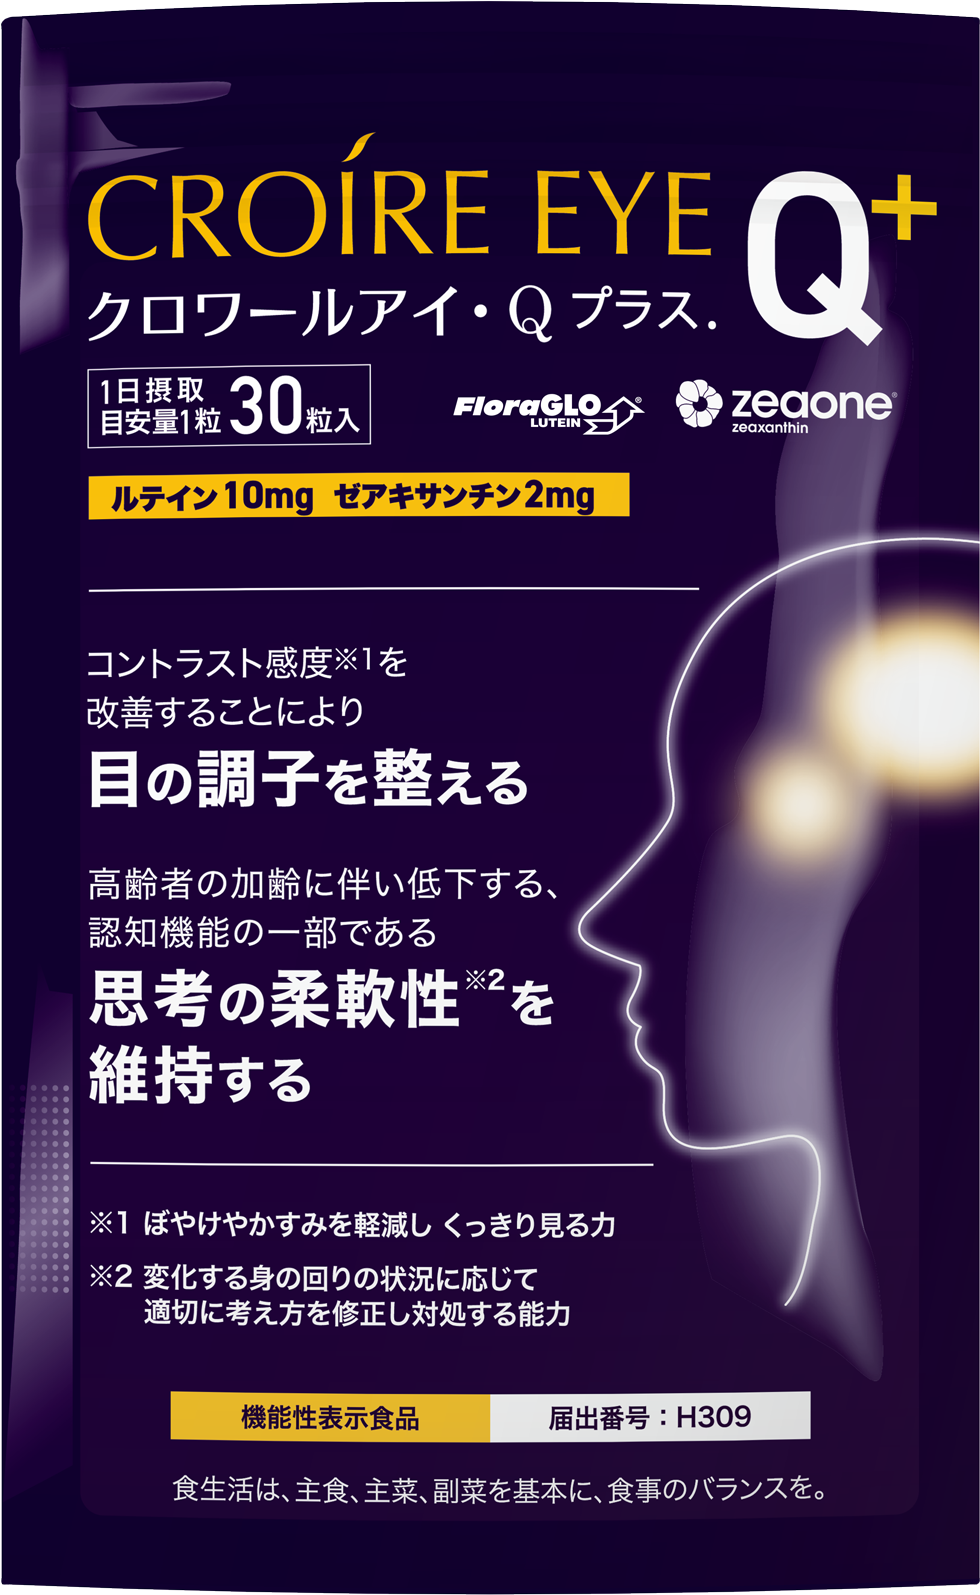 CROÍRE EYE Q+
クロワールアイ・Q プラス.
1日摂取
目安量1粒 30粒入
FloraGLO®
LUTEIN
zeaone®
zeaxanthin
ルテイン10mg ゼアキサンチン2mg
コントラスト感度※1を
改善することにより
目の調子を整える
高齢者の加齢に伴い低下する、
認知機能の一部である
思考の柔軟性※2を
維持する
※1 ぼやけやかすみを軽減し くっきり見る力
※2 変化する身の回りの状況に応じて
適切に考え方を修正し対処する能力
機能性表示食品 届出番号：H309
食生活は、主食、主菜、副菜を基本に、食事のバランスを。